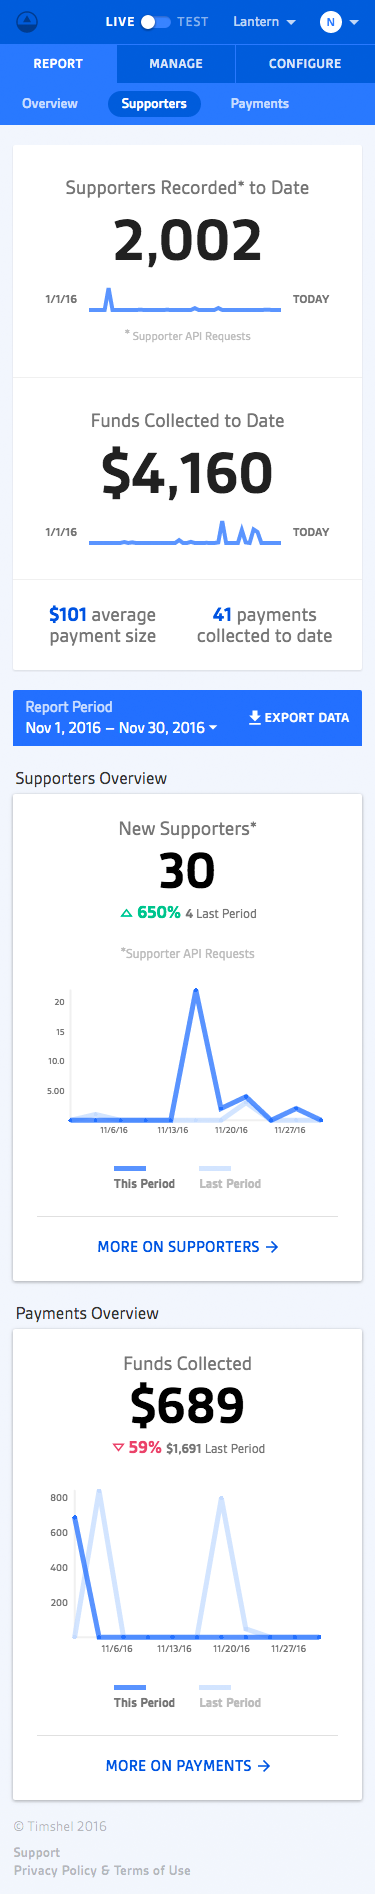 LIVE TEST Lantern N
REPORT MANAGE CONFIGURE
Overview Supporters Payments
Supporters Recorded* to Date
2,002
1/1/16 TODAY
* Supporter API Requests
Funds Collected to Date
$4,160
1/1/16 TODAY
$101 average
payment size
41 payments
collected to date
Report Period
Nov 1, 2016 – Nov 30, 2016
EXPORT DATA
Supporters Overview
New Supporters*
30
650% 4 Last Period
*Supporter API Requests
20
15
10.0
5.00
11/6/16 11/13/16 11/20/16 11/27/16
This Period Last Period
MORE ON SUPPORTERS →
Payments Overview
Funds Collected
$689
59% $1,691 Last Period
800
600
400
200
11/6/16 11/13/16 11/20/16 11/27/16
This Period Last Period
MORE ON PAYMENTS →
© Timshel 2016
Support
Privacy Policy & Terms of Use